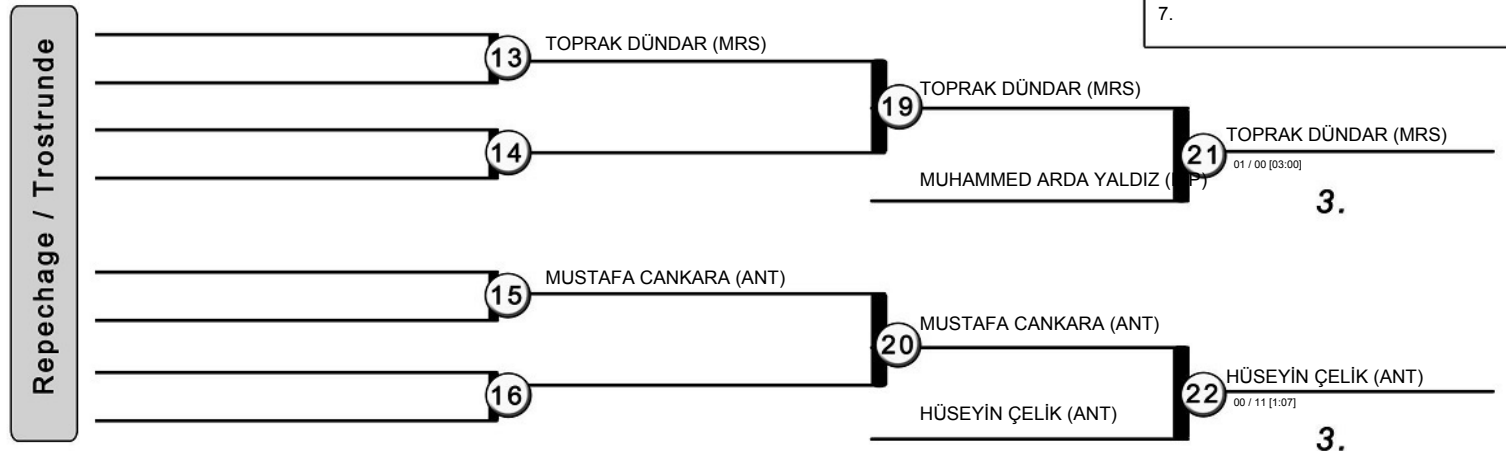 7.
Repechage / Trostrunde
13
TOPRAK DÜNDAR (MRS)
14
19
TOPRAK DÜNDAR (MRS)
MUHAMMED ARDA YALDIZ (
P)
21
TOPRAK DÜNDAR (MRS)
01 / 00 [03:00]
3.
15
MUSTAFA CANKARA (ANT)
16
20
MUSTAFA CANKARA (ANT)
HÜSEYİN ÇELİK (ANT)
22
HÜSEYİN ÇELİK (ANT)
00 / 11 [1:07]
3.